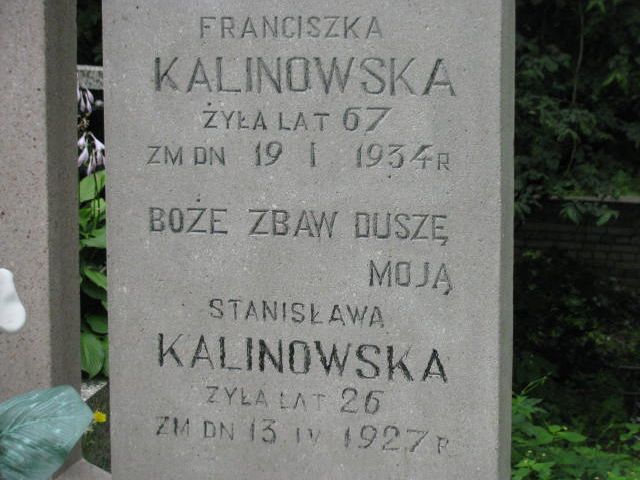 FRANCISZKA
KALINOWSKA
ŻYŁA LAT 67
ZM DN 19 I 1934 R
BOŻE ZBAW DUSZĘ
MOJĄ
STANISŁAWA
KALINOWSKA
ŻYŁA LAT 26
ZM DN 13 IV 1927 R